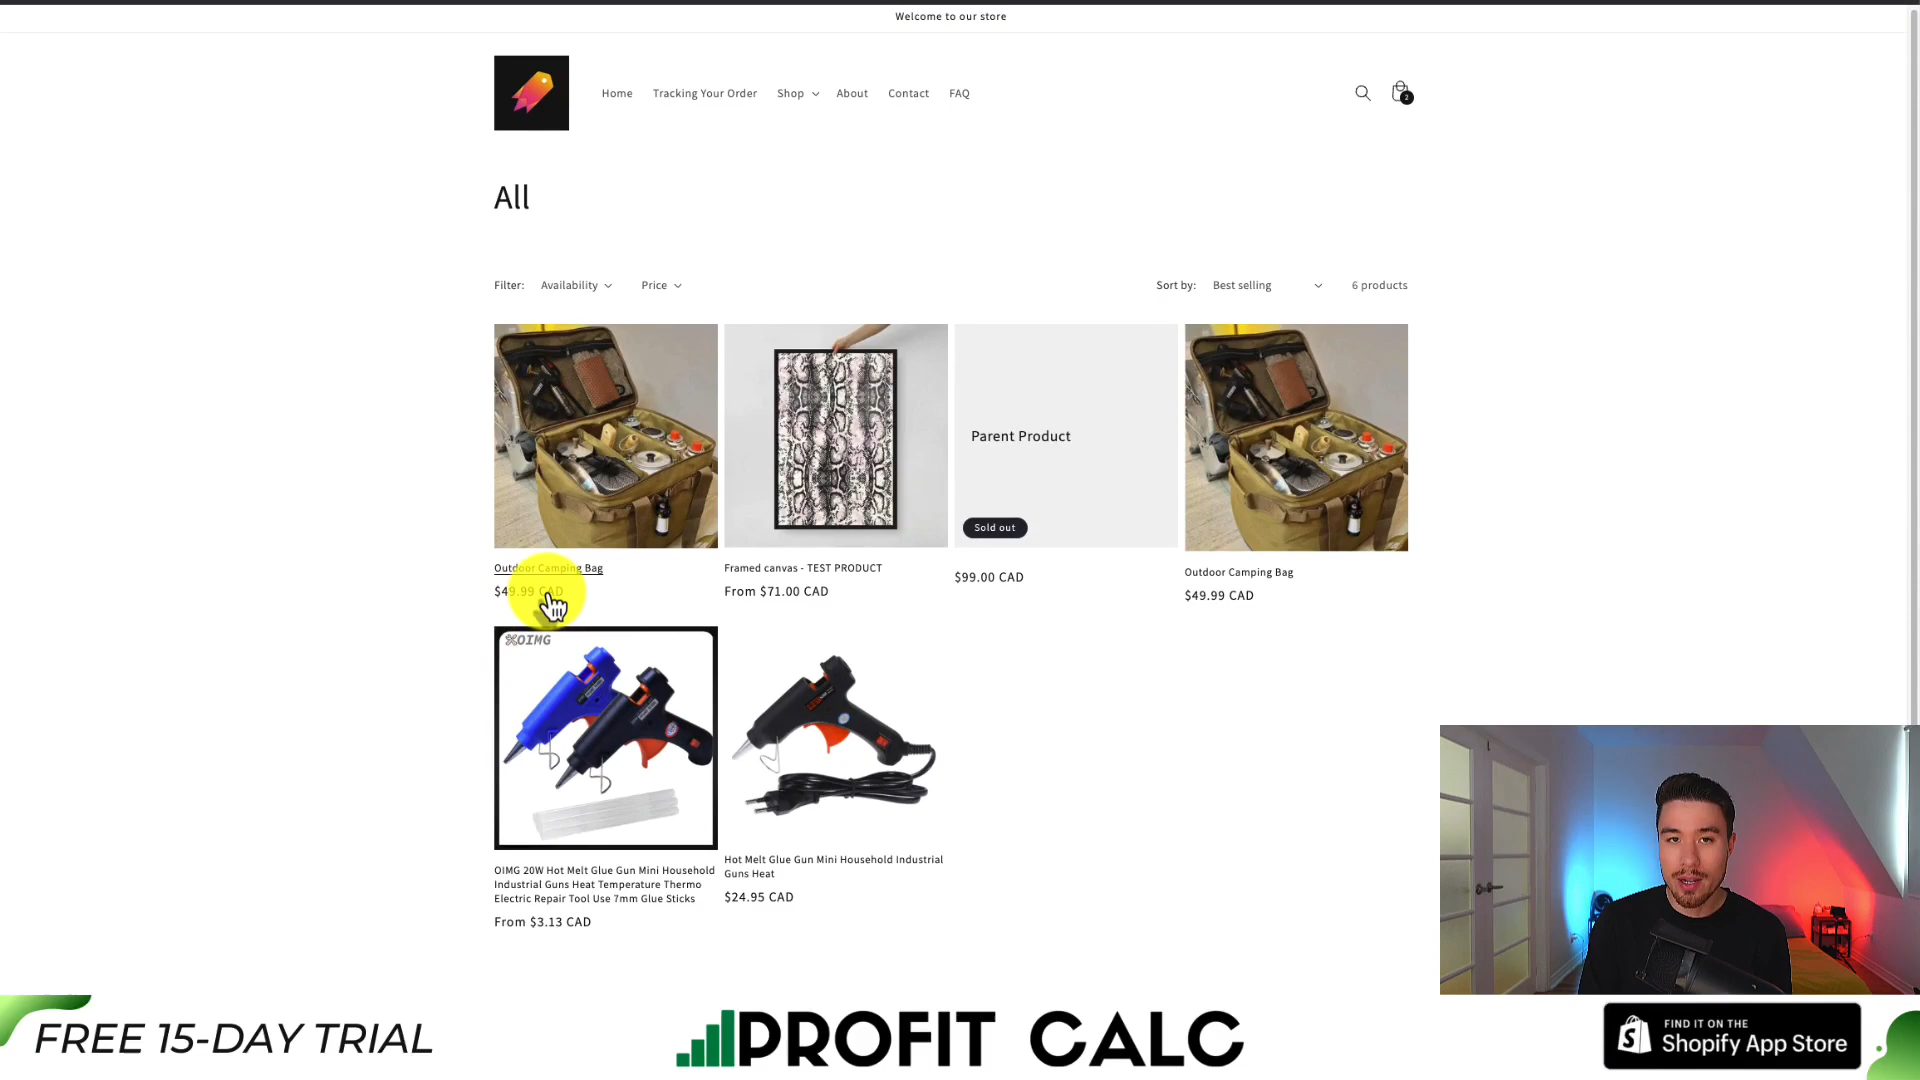 Welcome to our store
Home
Tracking Your Order
Shop
About
Contact
FAQ
2
All
Filter:
Availability
Price
Sort by:
Best selling
6 products
Parent Product
Sold out
Outdoor Camping Bag
$49.99 CAD
Framed canvas - TEST PRODUCT
From $71.00 CAD
$99.00 CAD
Outdoor Camping Bag
$49.99 CAD
OIMG
OIMG 20W Hot Melt Glue Gun Mini Household
Industrial Guns Heat Temperature Thermo
Electric Repair Tool Use 7mm Glue Sticks
From $3.13 CAD
Hot Melt Glue Gun Mini Household Industrial
Guns Heat
$24.95 CAD
FREE 15-DAY TRIAL
PROFIT CALC
FIND IT ON THE
Shopify App Store